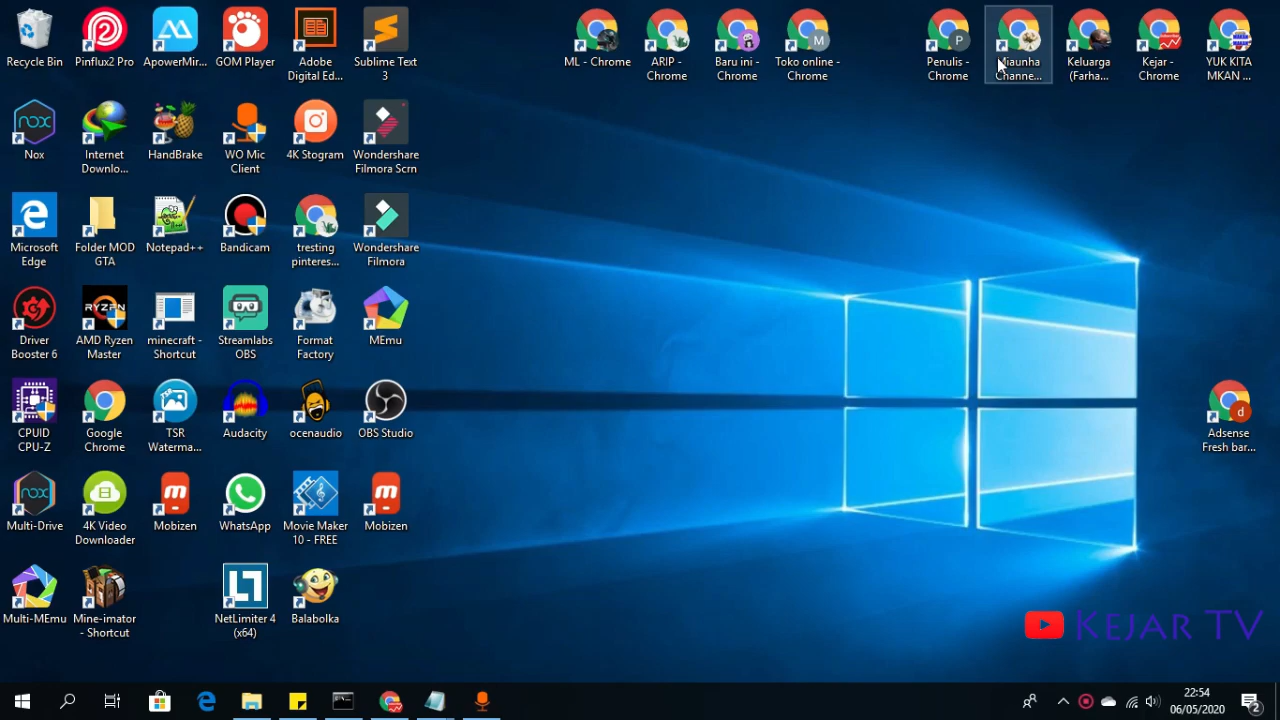 Recycle Bin
Pinflux2 Pro
ApowerMir...
GOM Player
Adobe
Digital Ed...
Sublime Text
3
ML - Chrome
ARIP -
Chrome
Baru ini -
Chrome
M
Toko online -
Chrome
P
Penulis -
Chrome
Miaunha
Channe...
Keluarga
(Farha...
Kejar -
Chrome
YUK KITA
MKAN ...
nox
Nox
Internet
Downlo...
HandBrake
WO Mic
Client
4K Stogram
Wondershare
Filmora Scrn
Microsoft
Edge
Folder MOD
GTA
Notepad++
Bandicam
tresting
pinteres...
Wondershare
Filmora
Driver
Booster 6
RYZEN
AMD Ryzen
Master
minecraft -
Shortcut
Streamlabs
OBS
Format
Factory
MEmu
CPUID
CPU-Z
Google
Chrome
TSR
Waterma...
Audacity
ocenaudio
OBS Studio
d
Adsense
Fresh bar...
nox
Multi-Drive
4K Video
Downloader
m
Mobizen
WhatsApp
Movie Maker
10 - FREE
m
Mobizen
Multi-MEmu
Mine-imator
- Shortcut
NetLimiter 4
(x64)
Balabolka
Kejar TV
22:54
06/05/2020
2